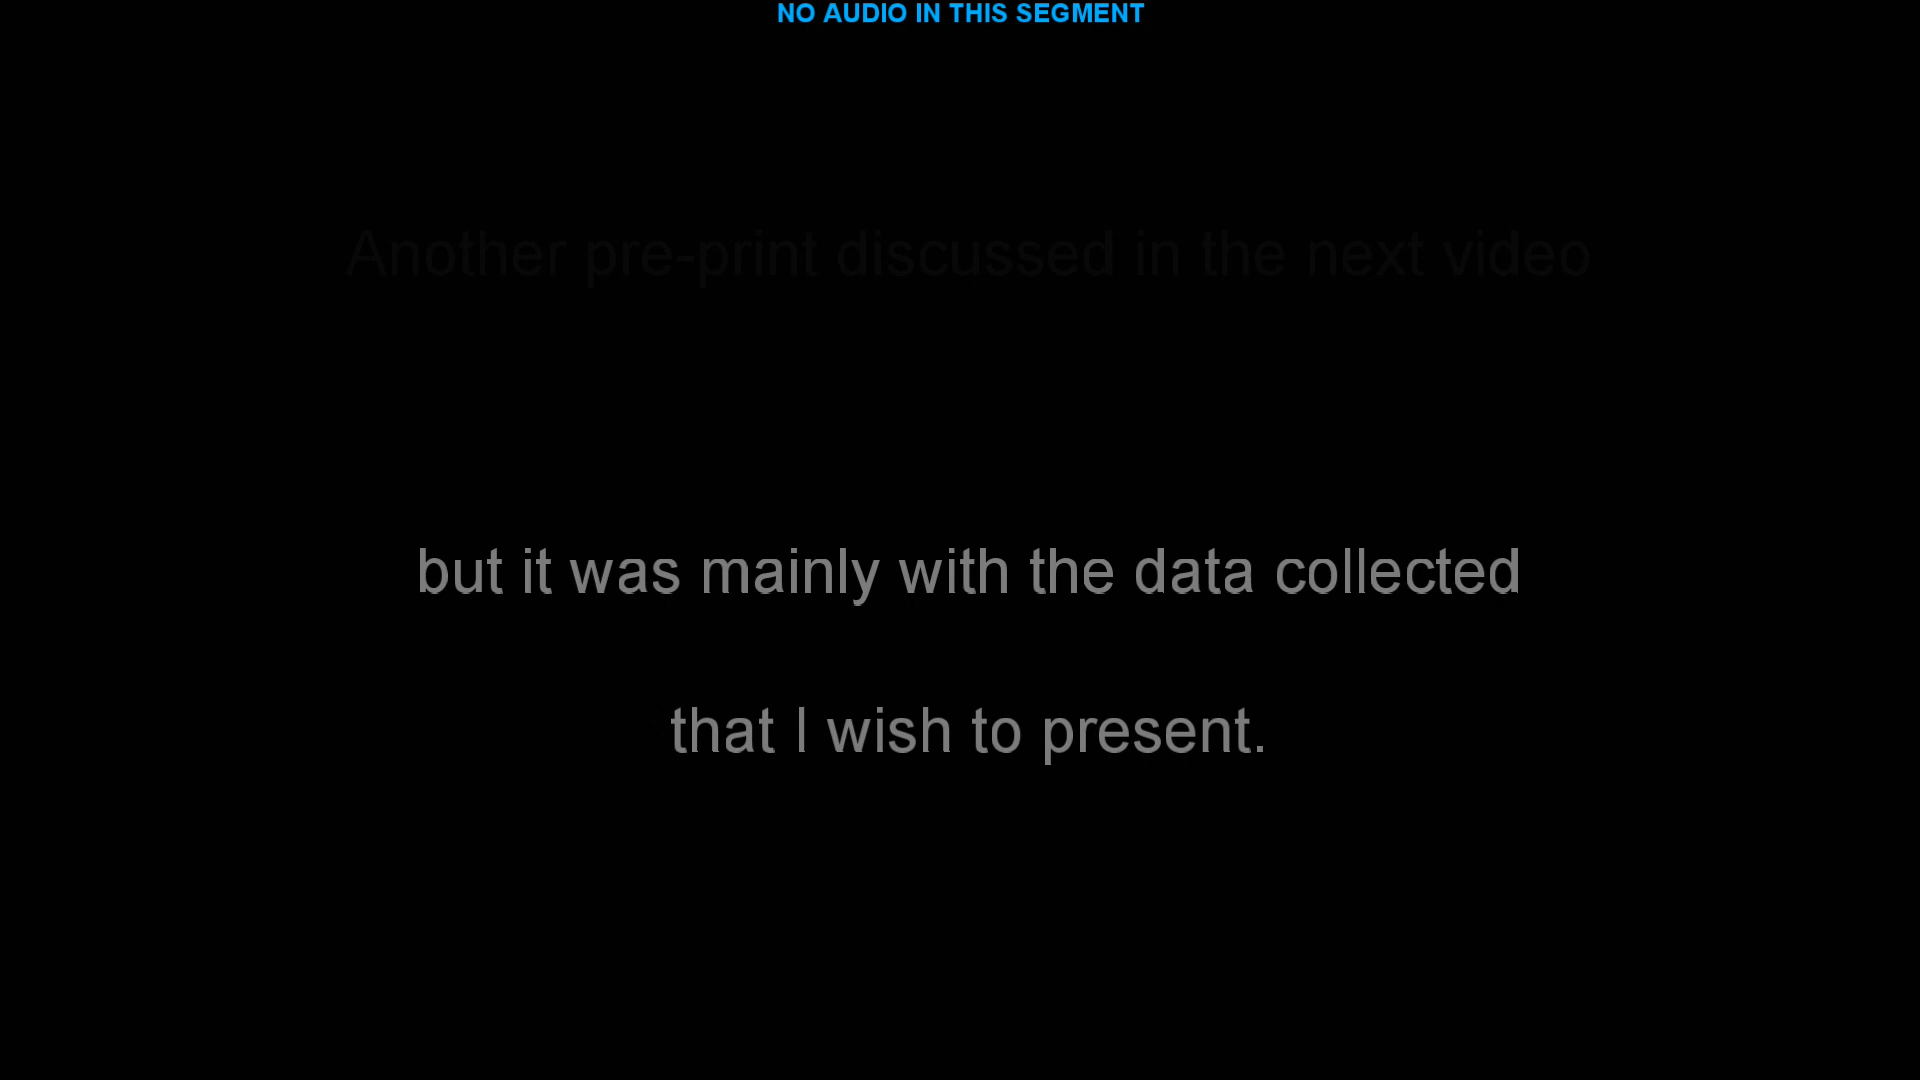 NO AUDIO IN THIS SEGMENT
Another pre-print discussed in the next video
but it was mainly with the data collected
that I wish to present.